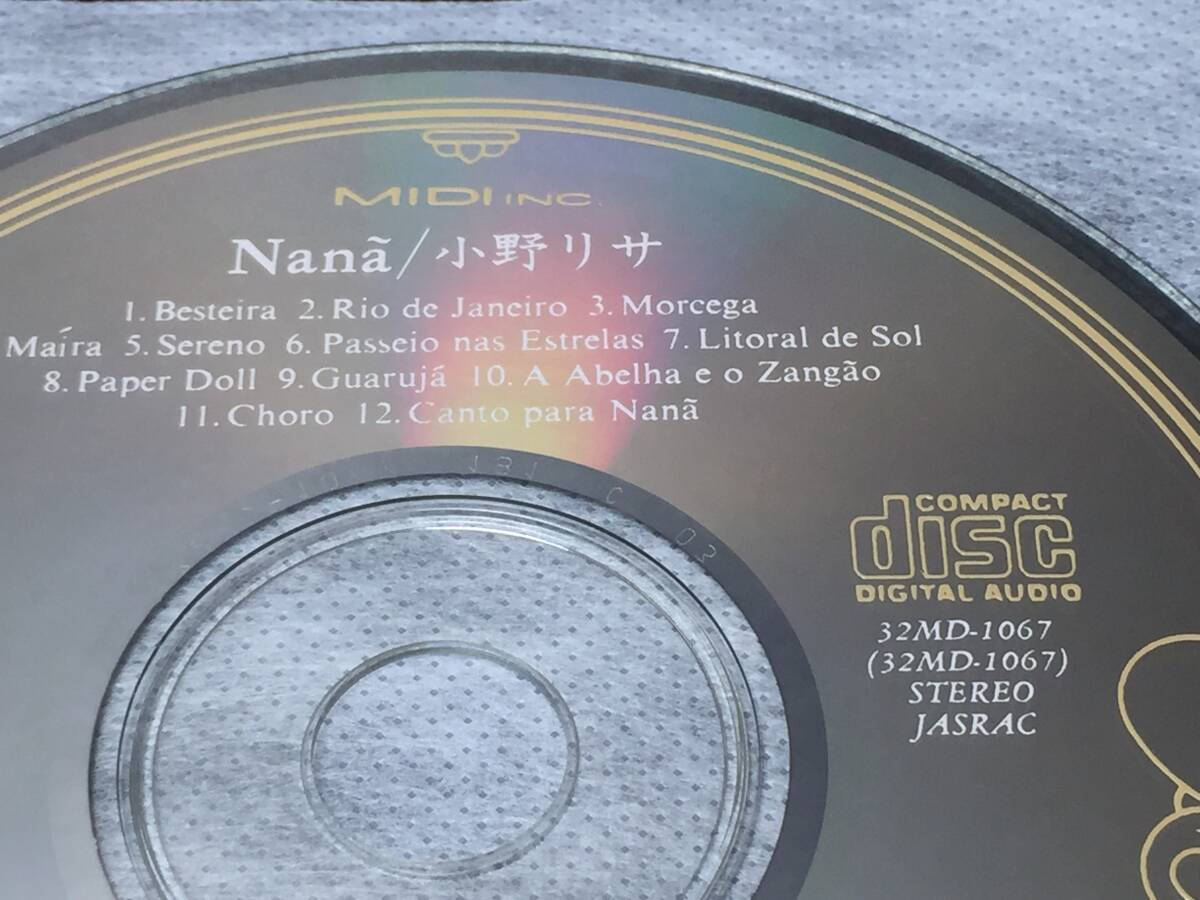 MIDI INC.
Nanã/小野リサ
1. Besteira 2. Rio de Janeiro 3. Morcega
Maíra 5. Sereno 6. Passeio nas Estrelas 7. Litoral de Sol
8. Paper Doll 9. Guarujá 10. A Abelha e o Zangão
11. Choro 12. Canto para Nanã
COMPACT
disc
DIGITAL AUDIO
32MD-1067
(32MD-1067)
STEREO
JASRAC